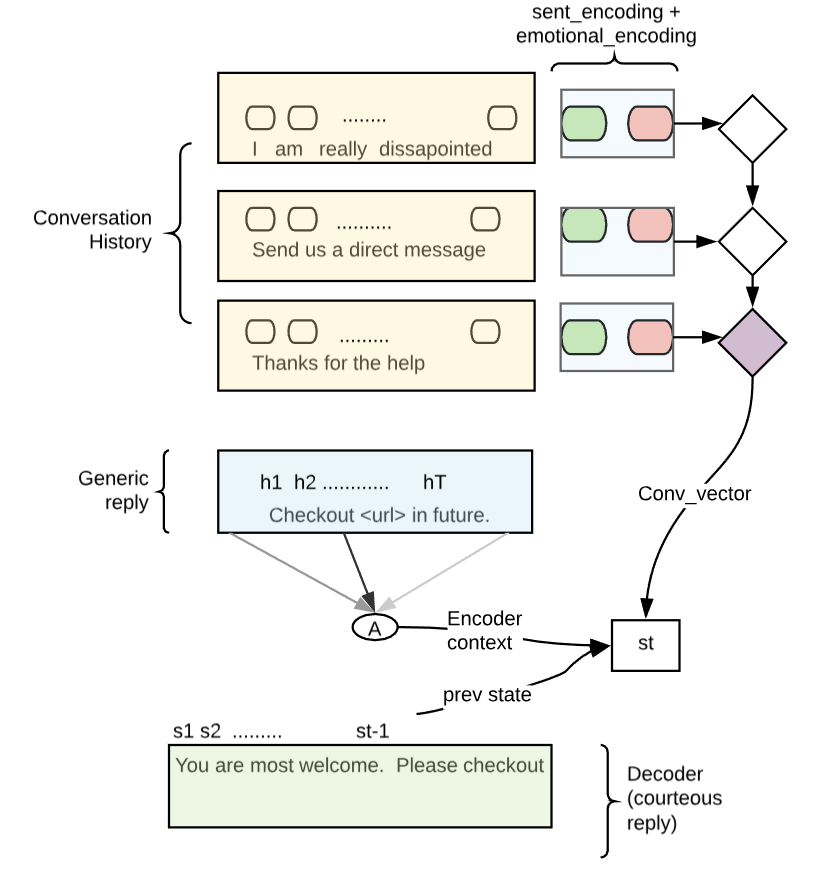 sent_encoding +
emotional_encoding
........
I am really dissapointed
Conversation
History
..........
Send us a direct message
.........
Thanks for the help
Generic
reply
h1 h2 ............ hT
Checkout <url> in future.
Conv_vector
A
Encoder
context
st
prev state
s1 s2 ......... st-1
You are most welcome. Please checkout
Decoder
(courteous
reply)